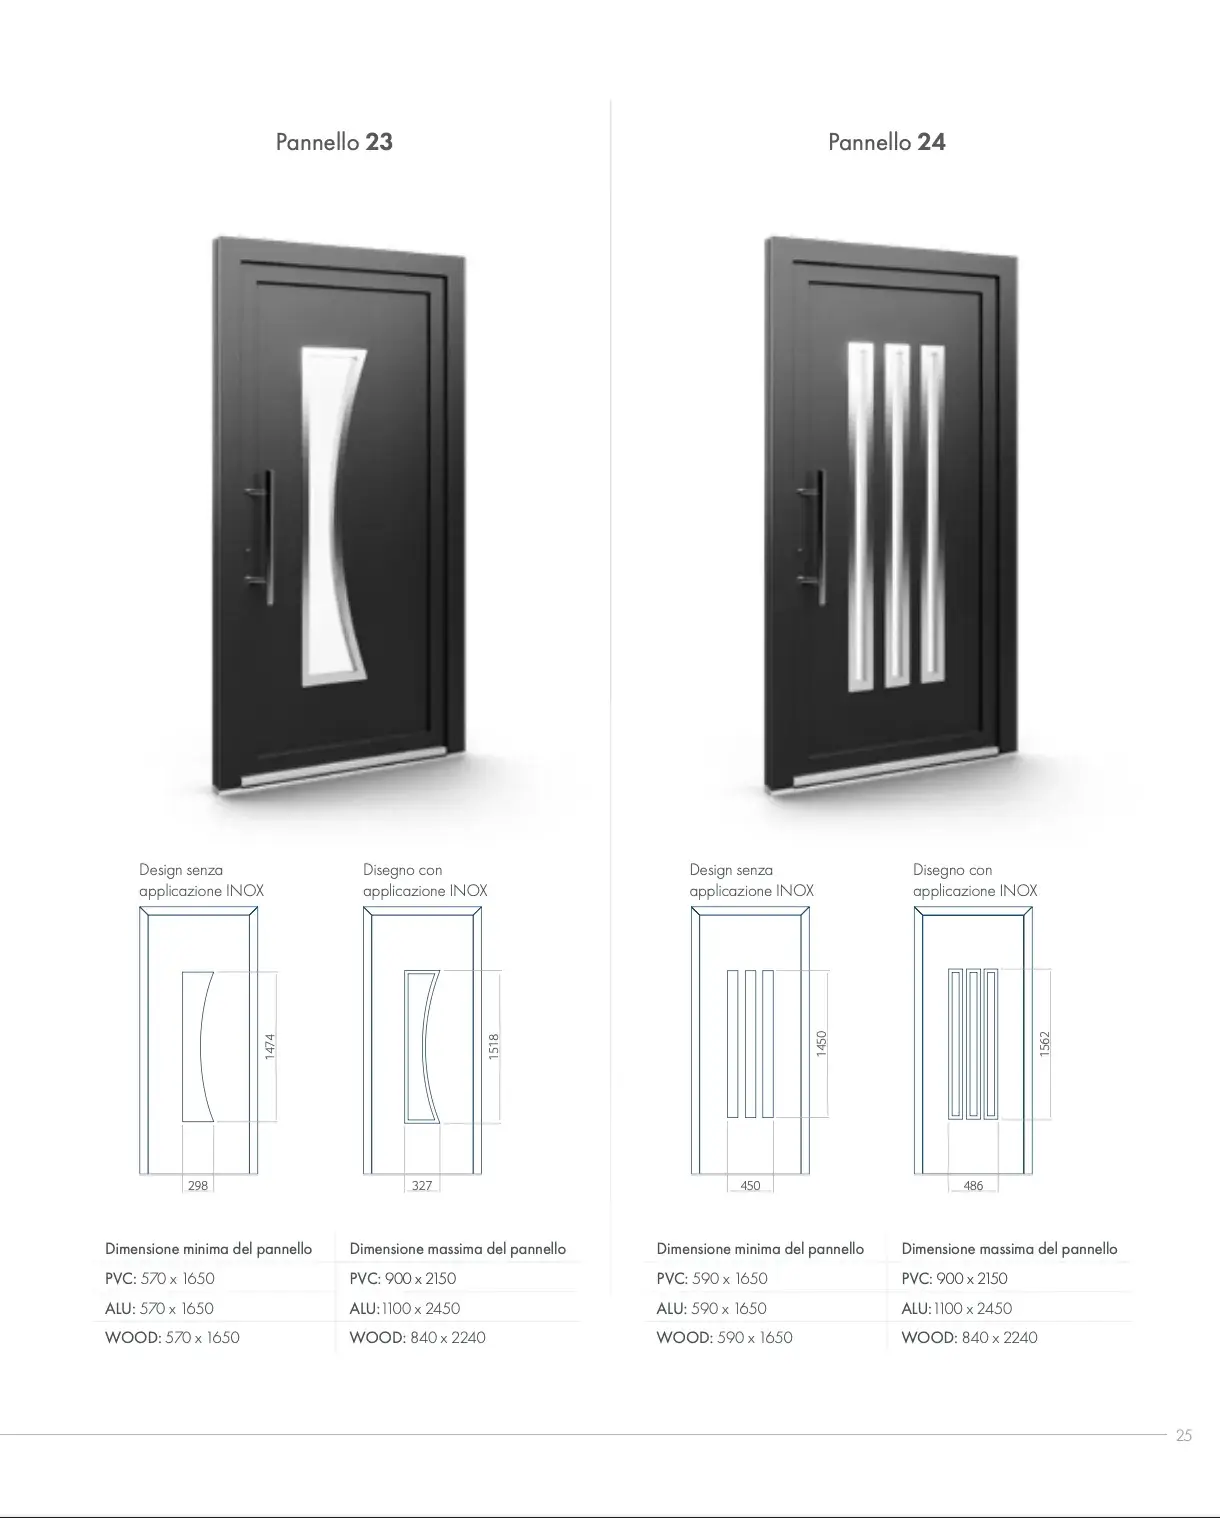 Pannello 23
Design senza
applicazione INOX
Disegno con
applicazione INOX
1474
1518
298
327
Dimensione minima del pannello
PVC: 570 x 1650
ALU: 570 x 1650
WOOD: 570 x 1650
Dimensione massima del pannello
PVC: 900 x 2150
ALU: 1100 x 2450
WOOD: 840 x 2240
Pannello 24
Design senza
applicazione INOX
Disegno con
applicazione INOX
1450
1562
450
486
Dimensione minima del pannello
PVC: 590 x 1650
ALU: 590 x 1650
WOOD: 590 x 1650
Dimensione massima del pannello
PVC: 900 x 2150
ALU: 1100 x 2450
WOOD: 840 x 2240
25